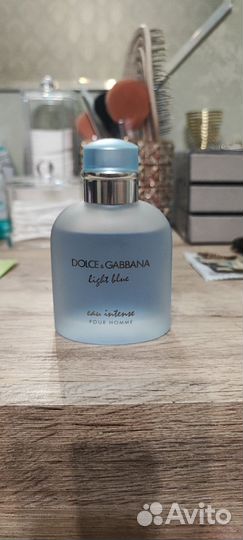 DOLCE & GABBANA
light blue
eau intense
POUR HOMME
Avito